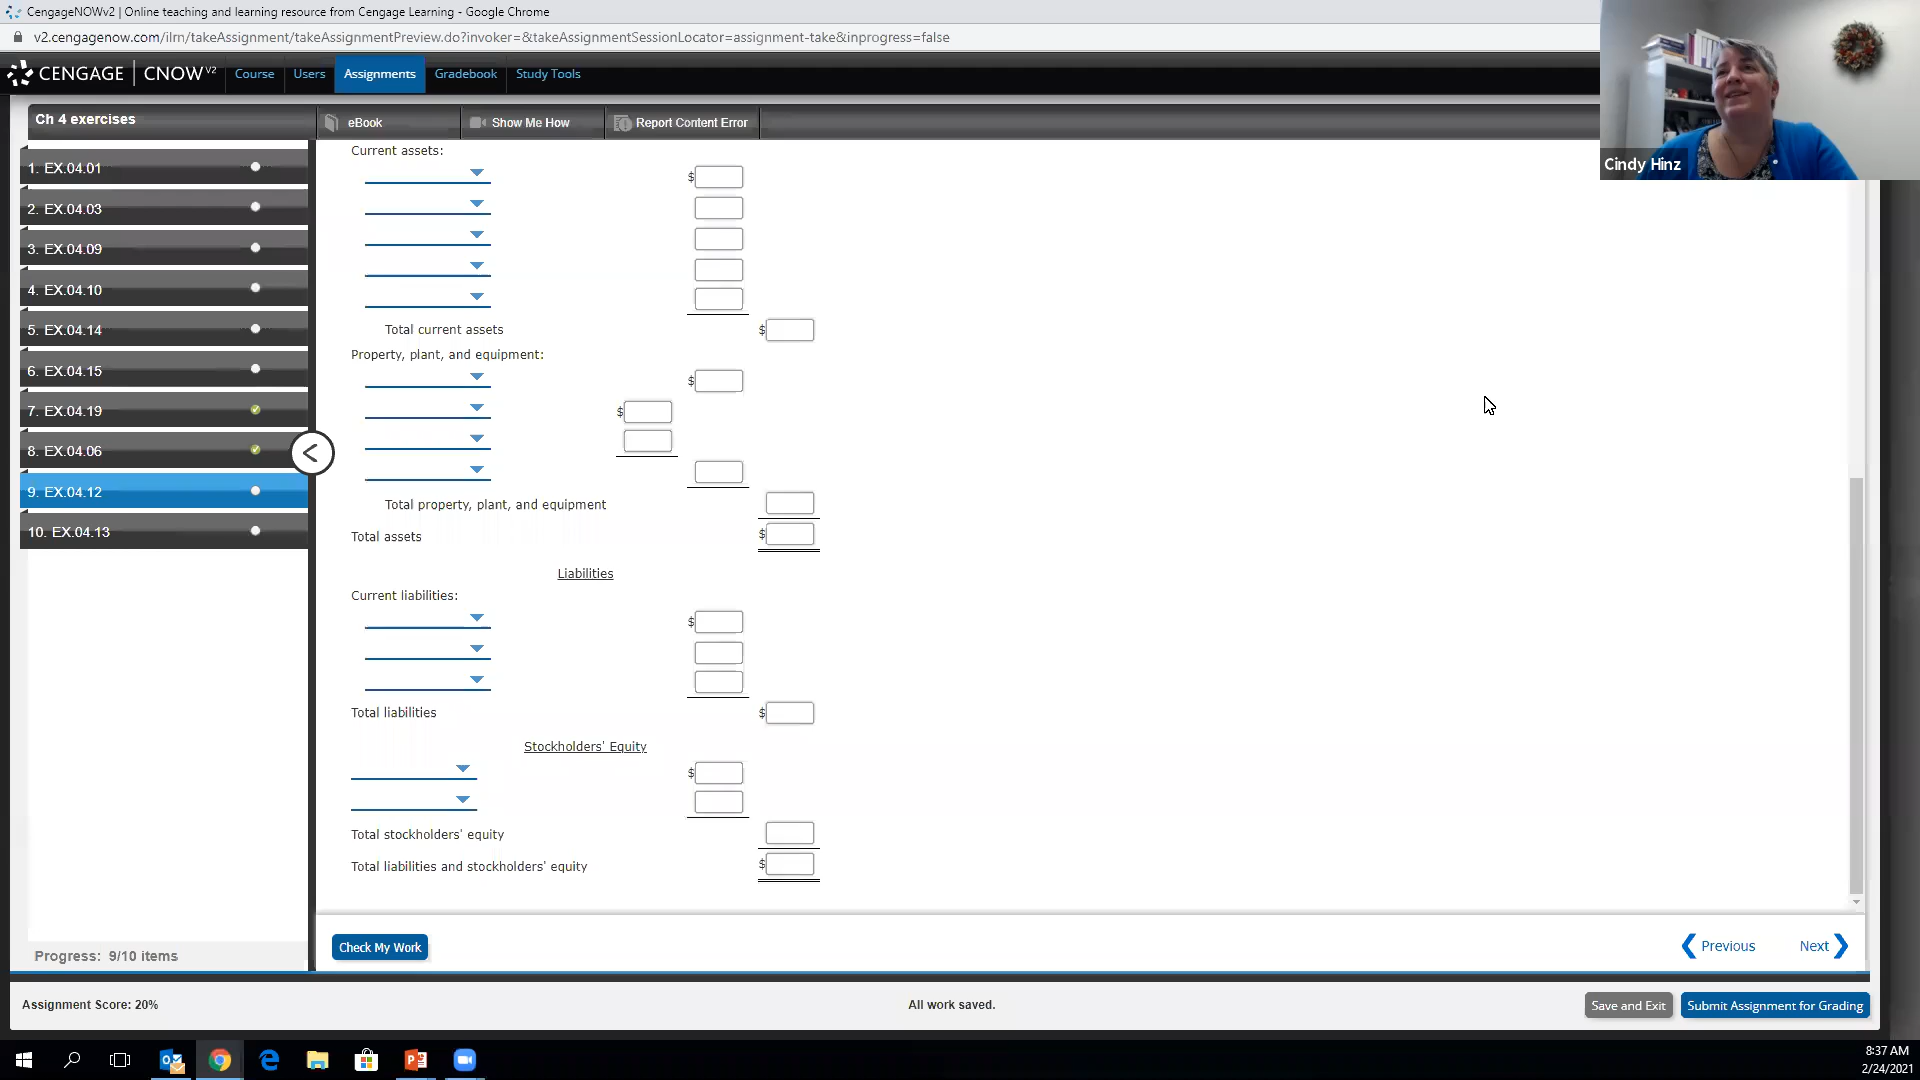 CengageNOWv2 | Online teaching and learning resource from Cengage Learning - Google Chrome
v2.cengagenow.com/ilrn/takeAssignment/takeAssignmentPreview.do?invoker=&takeAssignmentSessionLocator=assignment-take&inprogress=false
CENGAGE | CNOWv2 Course Users Assignments Gradebook Study Tools
Cindy Hinz
Ch 4 exercises
eBook Show Me How Report Content Error
1. EX.04.01
2. EX.04.03
3. EX.04.09
4. EX.04.10
5. EX.04.14
6. EX.04.15
7. EX.04.19
8. EX.04.06
9. EX.04.12
10. EX.04.13
Progress: 9/10 items
Current assets:
$
Total current assets $
Property, plant, and equipment:
$
$
Total property, plant, and equipment
Total assets $
Liabilities
Current liabilities:
$
Total liabilities $
Stockholders' Equity
$
Total stockholders' equity
Total liabilities and stockholders' equity $
Check My Work
Previous Next
Assignment Score: 20% All work saved. Save and Exit Submit Assignment for Grading
8:37 AM
2/24/2021